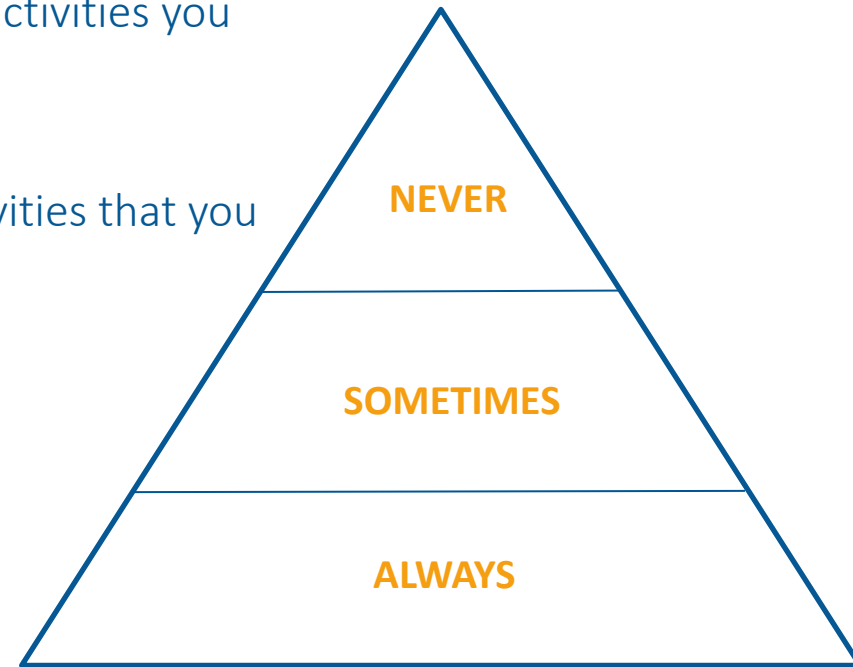 ctivities you
NEVER
vities that you
SOMETIMES
ALWAYS